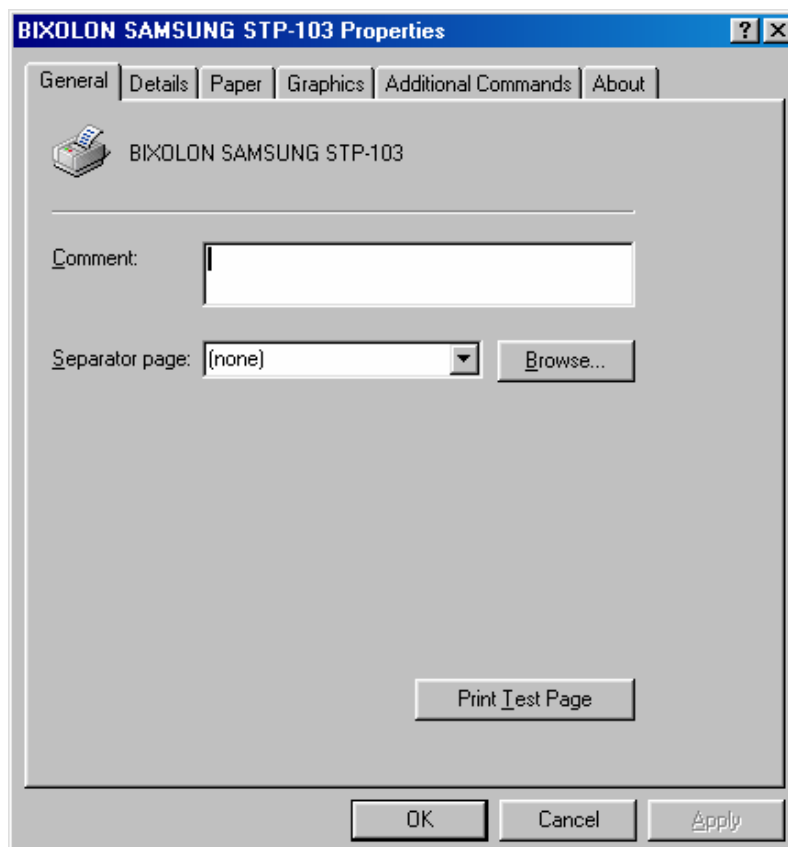 BIXOLON SAMSUNG STP-103 Properties
General Details Paper Graphics Additional Commands About
BIXOLON SAMSUNG STP-103
Comment:
Separator page: (none) Browse...
Print Test Page
OK Cancel Apply